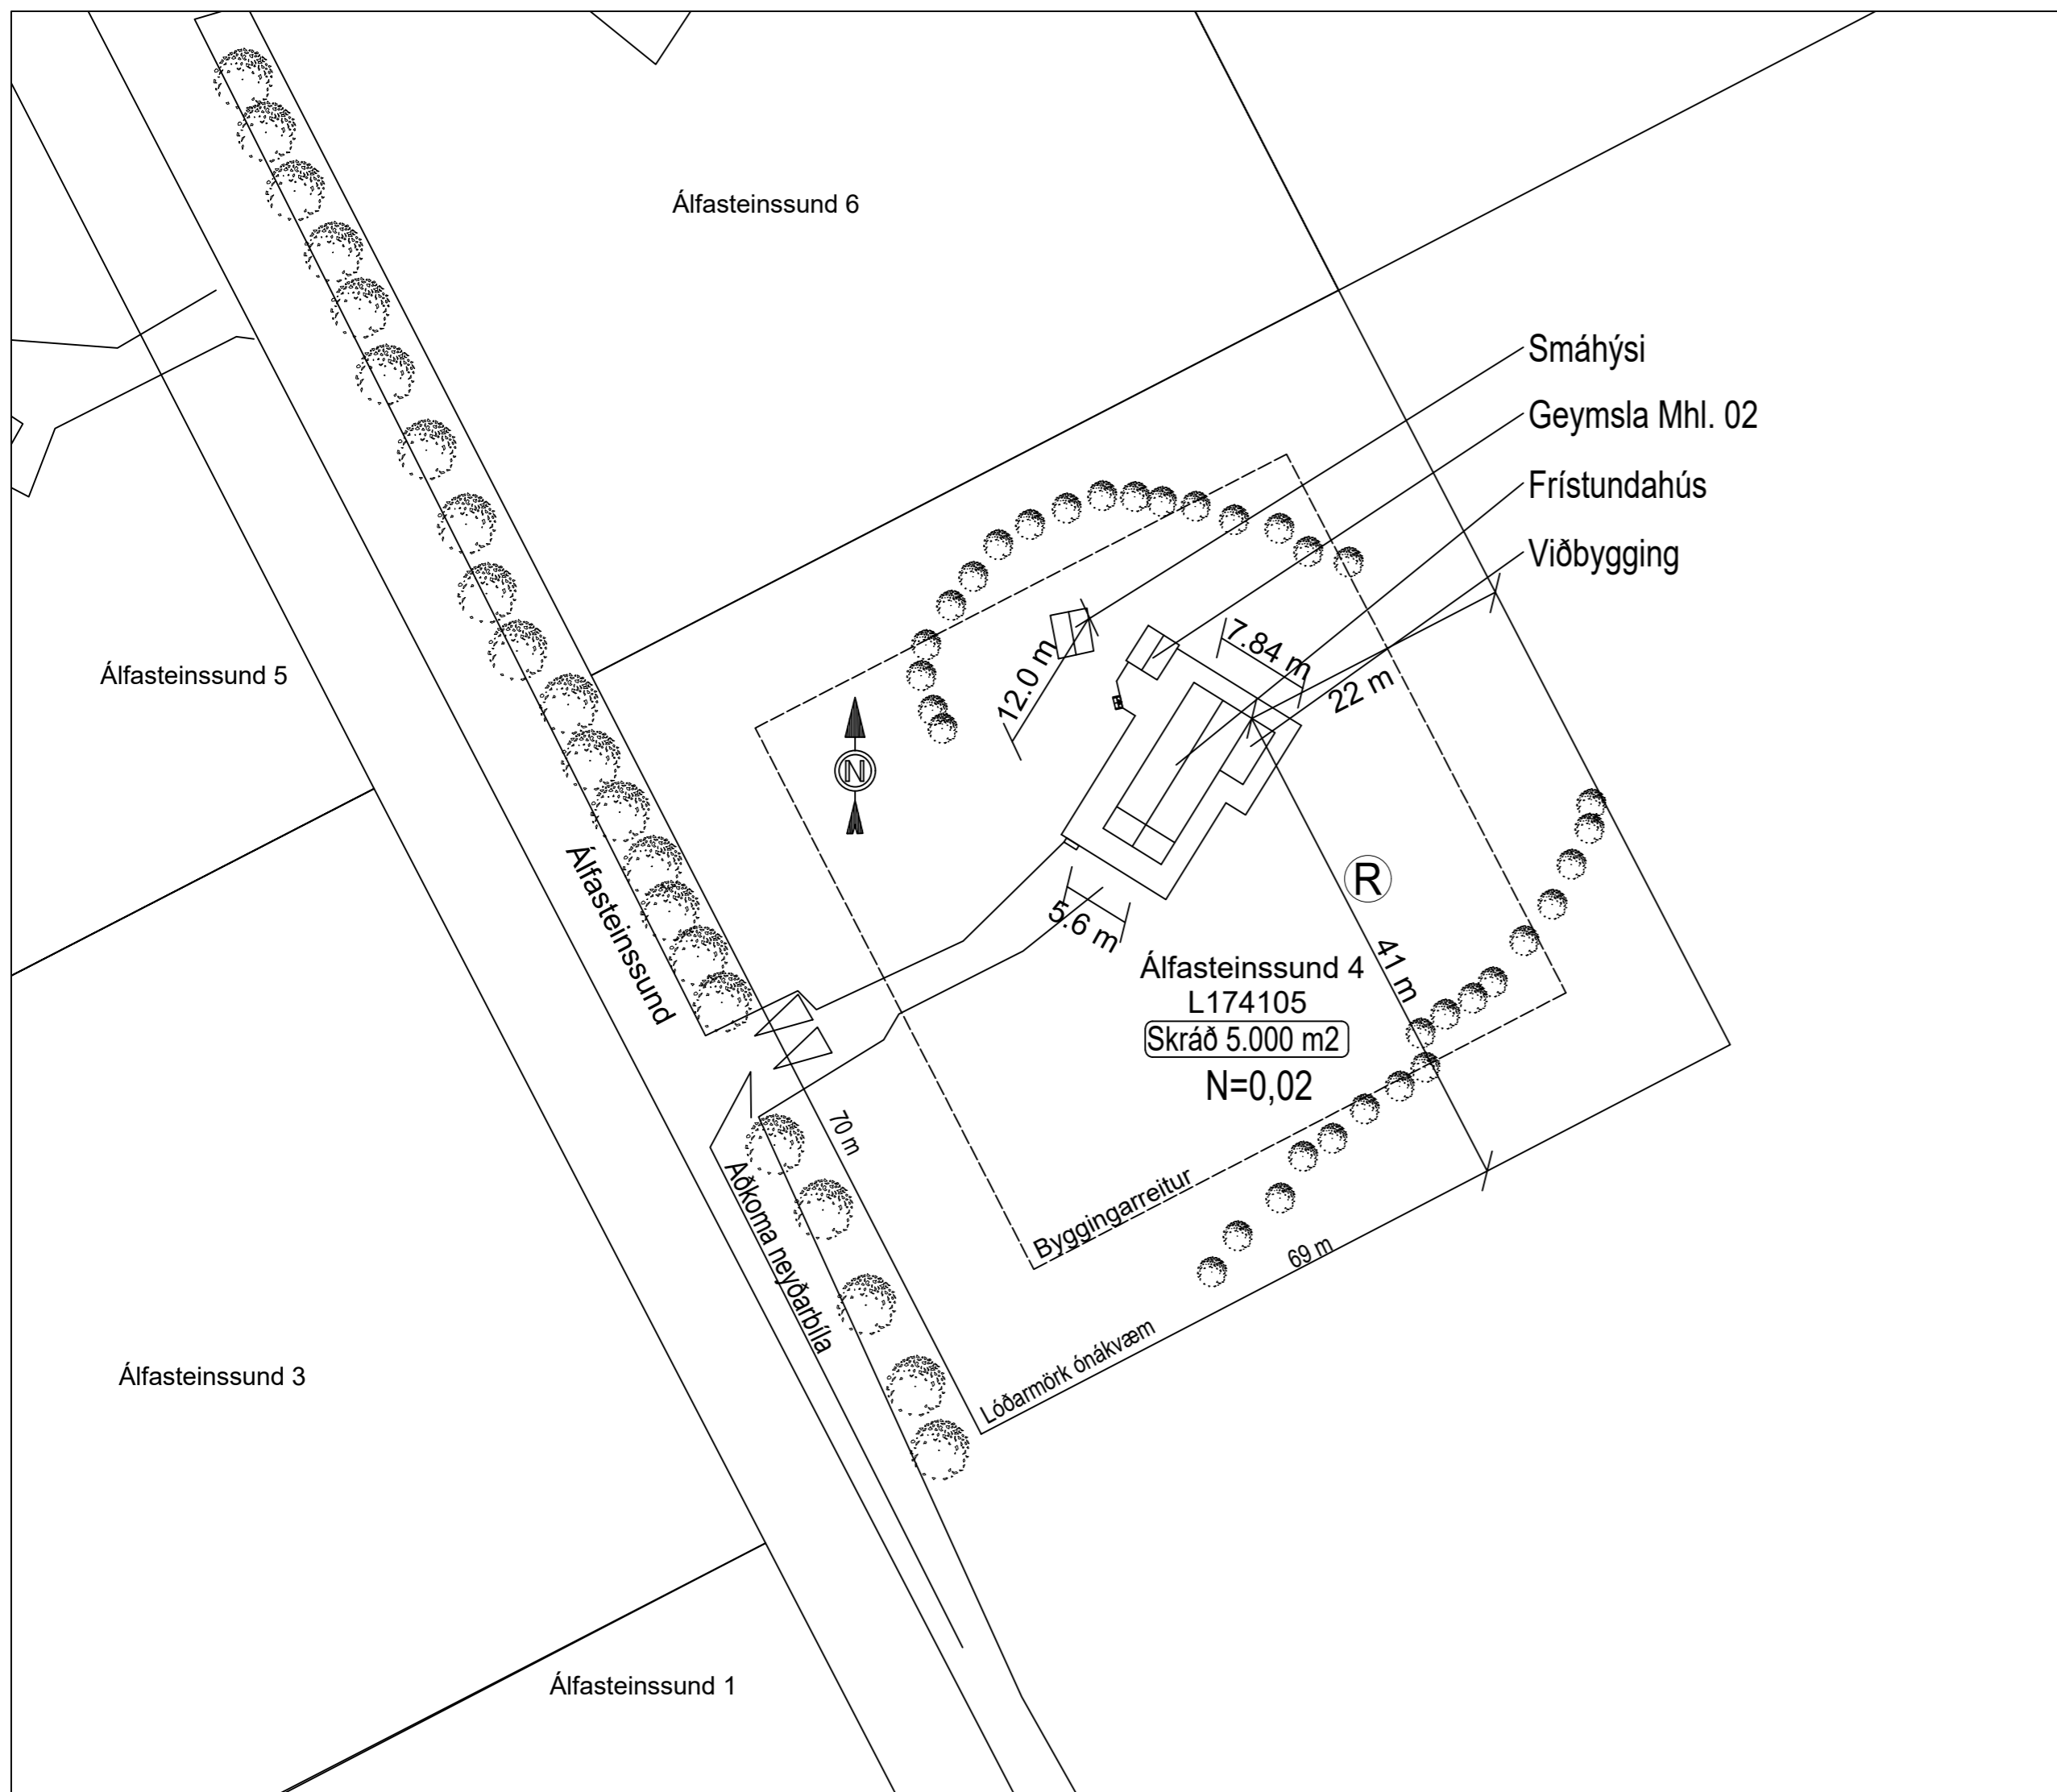 Álfasteinssund 6
Smáhýsi
Geymsla Mhl. 02
Frístundahús
Viðbygging
7.84 m
12.0 m
22 m
Álfasteinssund 5
N
R
Álfasteinssund
5.6 m
41 m
Álfasteinssund 4
L174105
Skráð 5.000 m2
N=0,02
70 m
Aðkoma neyðarbíla
Byggingarreitur
69 m
Lóðarmörk ónákvæm
Álfasteinssund 3
Álfasteinssund 1